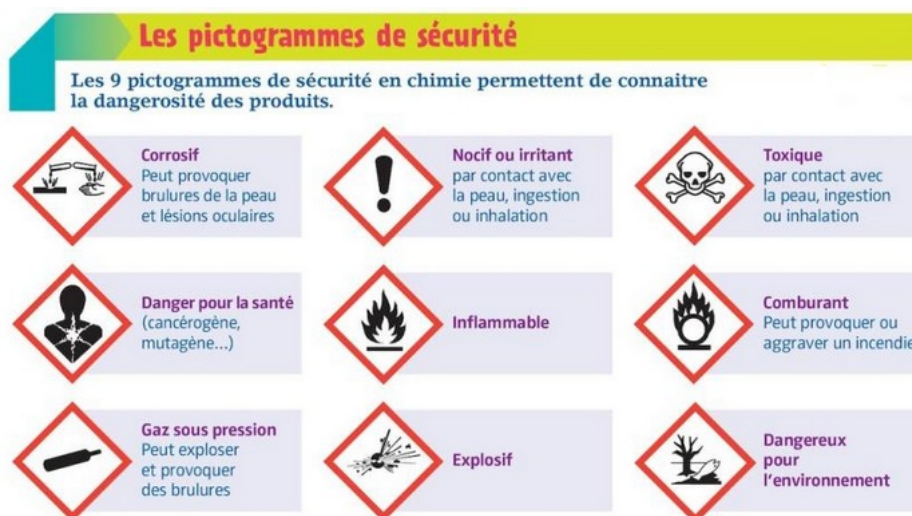 Les pictogrammes de sécurité
Les 9 pictogrammes de sécurité en chimie permettent de connaitre
la dangerosité des produits.
Corrosif
Peut provoquer
brulures de la peau
et lésions oculaires
Nocif ou irritant
par contact avec
la peau, ingestion
ou inhalation
Toxique
par contact avec
la peau, ingestion
ou inhalation
Danger pour la santé
(cancérogène,
mutagène...)
Inflammable
Comburant
Peut provoquer ou
aggraver un incendie
Gaz sous pression
Peut exploser
et provoquer
des brulures
Explosif
Dangereux
pour
l'environnement